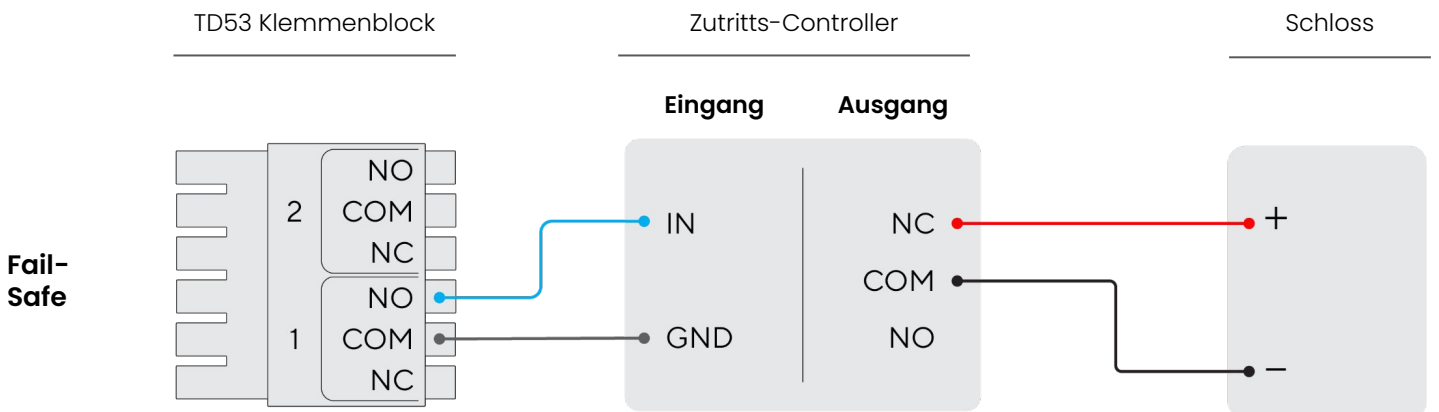 TD53 Klemmenblock
Zutritts-Controller
Schloss
Eingang
Ausgang
Fail-
Safe
2
NO
COM
NC
1
NO
COM
NC
IN
GND
NC
COM
NO
+
−